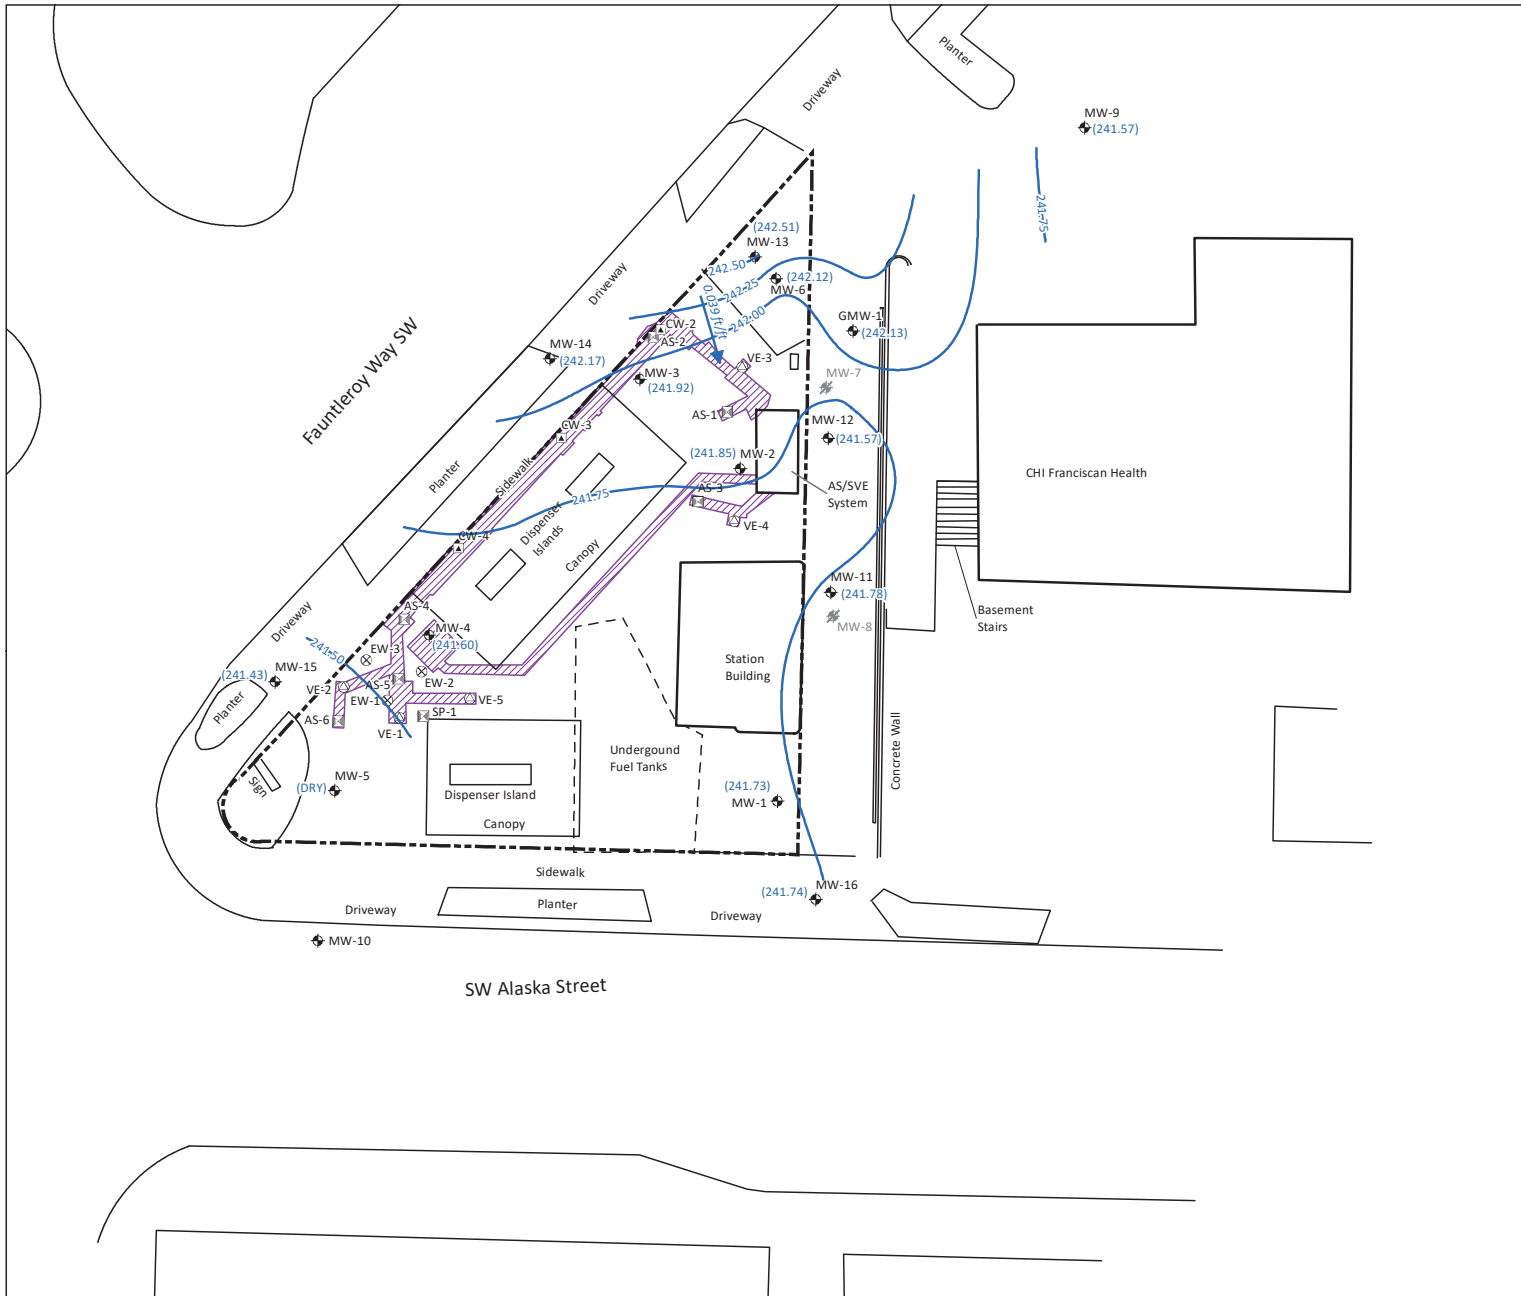 Planter
Driveway
MW-9
(241.57)
241.75
(242.51)
MW-13
242.50
(242.12)
MW-6
242.25
242.00
0.039 ft/ft
Driveway
GMW-1
(242.13)
CW-2
AS-2
MW-14
(242.17)
VE-3
MW-3
(241.92)
MW-7
Fauntleroy Way SW
AS-1
MW-12
(241.57)
CW-3
(241.85)
MW-2
CHI Franciscan Health
Planter
Sidewalk
AS/SVE
System
AS-3
241.75
VE-4
Dispenser
Islands
CW-4
Canopy
MW-11
(241.78)
AS-4
Basement
Stairs
Driveway
MW-4
(241.60)
MW-8
241.50
EW-3
Station
Building
MW-15
(241.43)
VE-2
AS-5
EW-2
EW-1
VE-5
Planter
AS-6
SP-1
VE-1
Undergound
Fuel Tanks
Concrete Wall
Sign
MW-5
(DRY)
Dispenser Island
(241.73)
MW-1
Canopy
Sidewalk
MW-16
(241.74)
Planter
Driveway
Driveway
MW-10
SW Alaska Street